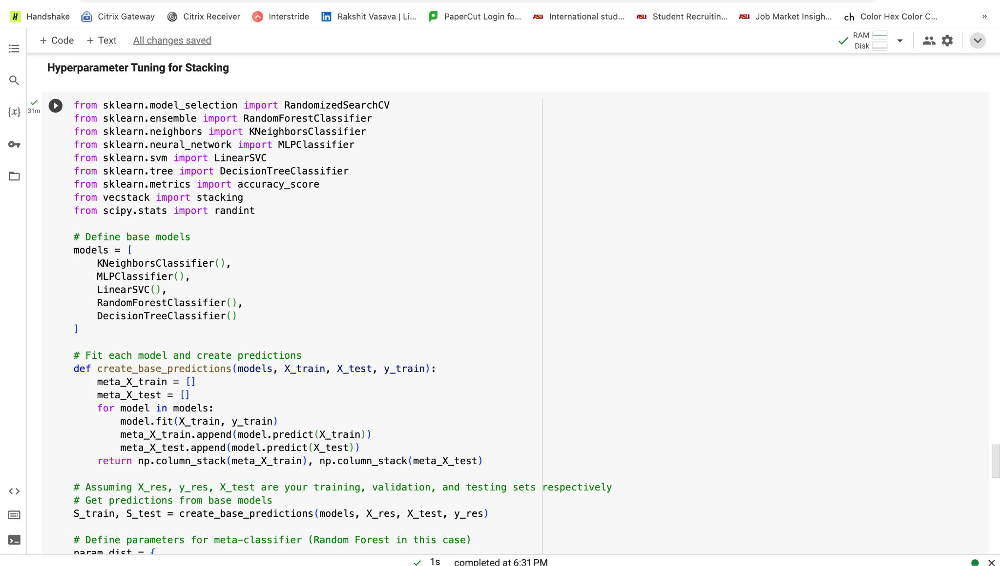 H Handshake Citrix Gateway Citrix Receiver Interstride in Rakshit Vasava | Li... PaperCut Login fo... ASU International stud... ASU Student Recruitin... ASU Job Market Insigh... ch Color Hex Color C... »
+ Code + Text All changes saved RAM
Disk
Hyperparameter Tuning for Stacking
{x} 31m
from sklearn.model_selection import RandomizedSearchCV
from sklearn.ensemble import RandomForestClassifier
from sklearn.neighbors import KNeighborsClassifier
from sklearn.neural_network import MLPClassifier
from sklearn.svm import LinearSVC
from sklearn.tree import DecisionTreeClassifier
from sklearn.metrics import accuracy_score
from vecstack import stacking
from scipy.stats import randint
# Define base models
models = [
    KNeighborsClassifier(),
    MLPClassifier(),
    LinearSVC(),
    RandomForestClassifier(),
    DecisionTreeClassifier()
]
# Fit each model and create predictions
def create_base_predictions(models, X_train, X_test, y_train):
    meta_X_train = []
    meta_X_test = []
    for model in models:
        model.fit(X_train, y_train)
        meta_X_train.append(model.predict(X_train))
        meta_X_test.append(model.predict(X_test))
    return np.column_stack(meta_X_train), np.column_stack(meta_X_test)
# Assuming X_res, y_res, X_test are your training, validation, and testing sets respectively
# Get predictions from base models
S_train, S_test = create_base_predictions(models, X_res, X_test, y_res)
# Define parameters for meta-classifier (Random Forest in this case)
param_dist = {
1s completed at 6:31 PM